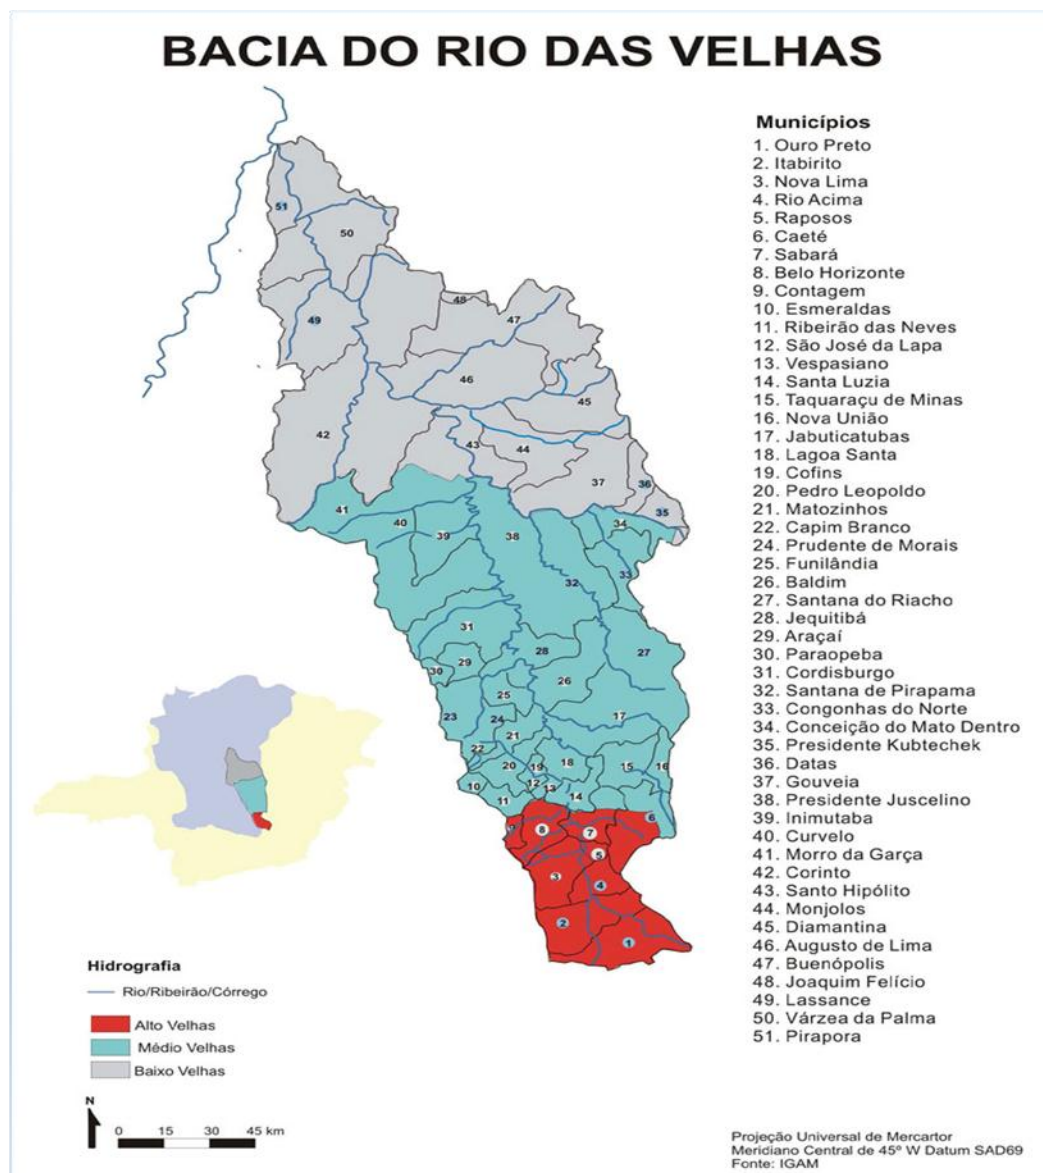 BACIA DO RIO DAS VELHAS
Municípios
1. Ouro Preto
2. Itabirito
3. Nova Lima
4. Rio Acima
5. Raposos
6. Caeté
7. Sabará
8. Belo Horizonte
9. Contagem
10. Esmeraldas
11. Ribeirão das Neves
12. São José da Lapa
13. Vespasiano
14. Santa Luzia
15. Taquaraçu de Minas
16. Nova União
17. Jabuticatubas
18. Lagoa Santa
19. Cofins
20. Pedro Leopoldo
21. Matozinhos
22. Capim Branco
24. Prudente de Morais
25. Funilândia
26. Baldim
27. Santana do Riacho
28. Jequitibá
29. Araçaí
30. Paraopeba
31. Cordisburgo
32. Santana de Pirapama
33. Congonhas do Norte
34. Conceição do Mato Dentro
35. Presidente Kubtechek
36. Datas
37. Gouveia
38. Presidente Juscelino
39. Inimutaba
40. Curvelo
41. Morro da Garça
42. Corinto
43. Santo Hipólito
44. Monjolos
45. Diamantina
46. Augusto de Lima
47. Buenópolis
48. Joaquim Felício
49. Lassance
50. Várzea da Palma
51. Pirapora
51
50
48
49
47
46
45
42
43
44
37
36
35
41
40
39
38
34
33
32
31
30
29
28
27
26
25
23
24
21
17
22
20
19
18
15
16
10
12
13
11
14
6
9
8
7
5
3
4
2
1
Hidrografia
Rio/Ribeirão/Córrego
Alto Velhas
Médio Velhas
Baixo Velhas
N
0 15 30 45 km
Projeção Universal de Mercartor
Meridiano Central de 45º W Datum SAD69
Fonte: IGAM